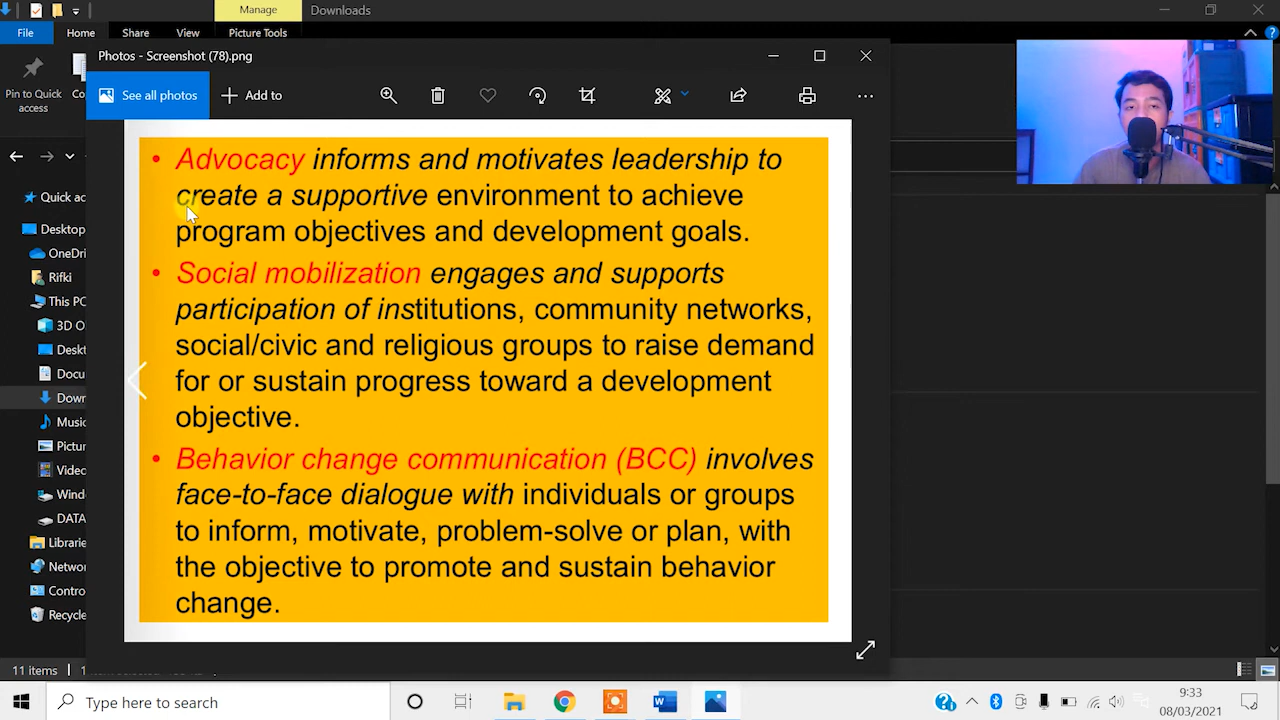 Manage
Downloads
File
Home
Share
View
Picture Tools
Photos - Screenshot (78).png
Pin to Quick
access
See all photos
Add to
• Advocacy informs and motivates leadership to
create a supportive environment to achieve
program objectives and development goals.
• Social mobilization engages and supports
participation of institutions, community networks,
social/civic and religious groups to raise demand
for or sustain progress toward a development
objective.
• Behavior change communication (BCC) involves
face-to-face dialogue with individuals or groups
to inform, motivate, problem-solve or plan, with
the objective to promote and sustain behavior
change.
Quick ac
Desktop
OneDri
Rifki
This PC
3D O
Deskt
Docu
Down
Music
Pictur
Video
Wind
DATA
Librarie
Networ
Contro
Recycle
11 items
Type here to search
9:33
08/03/2021